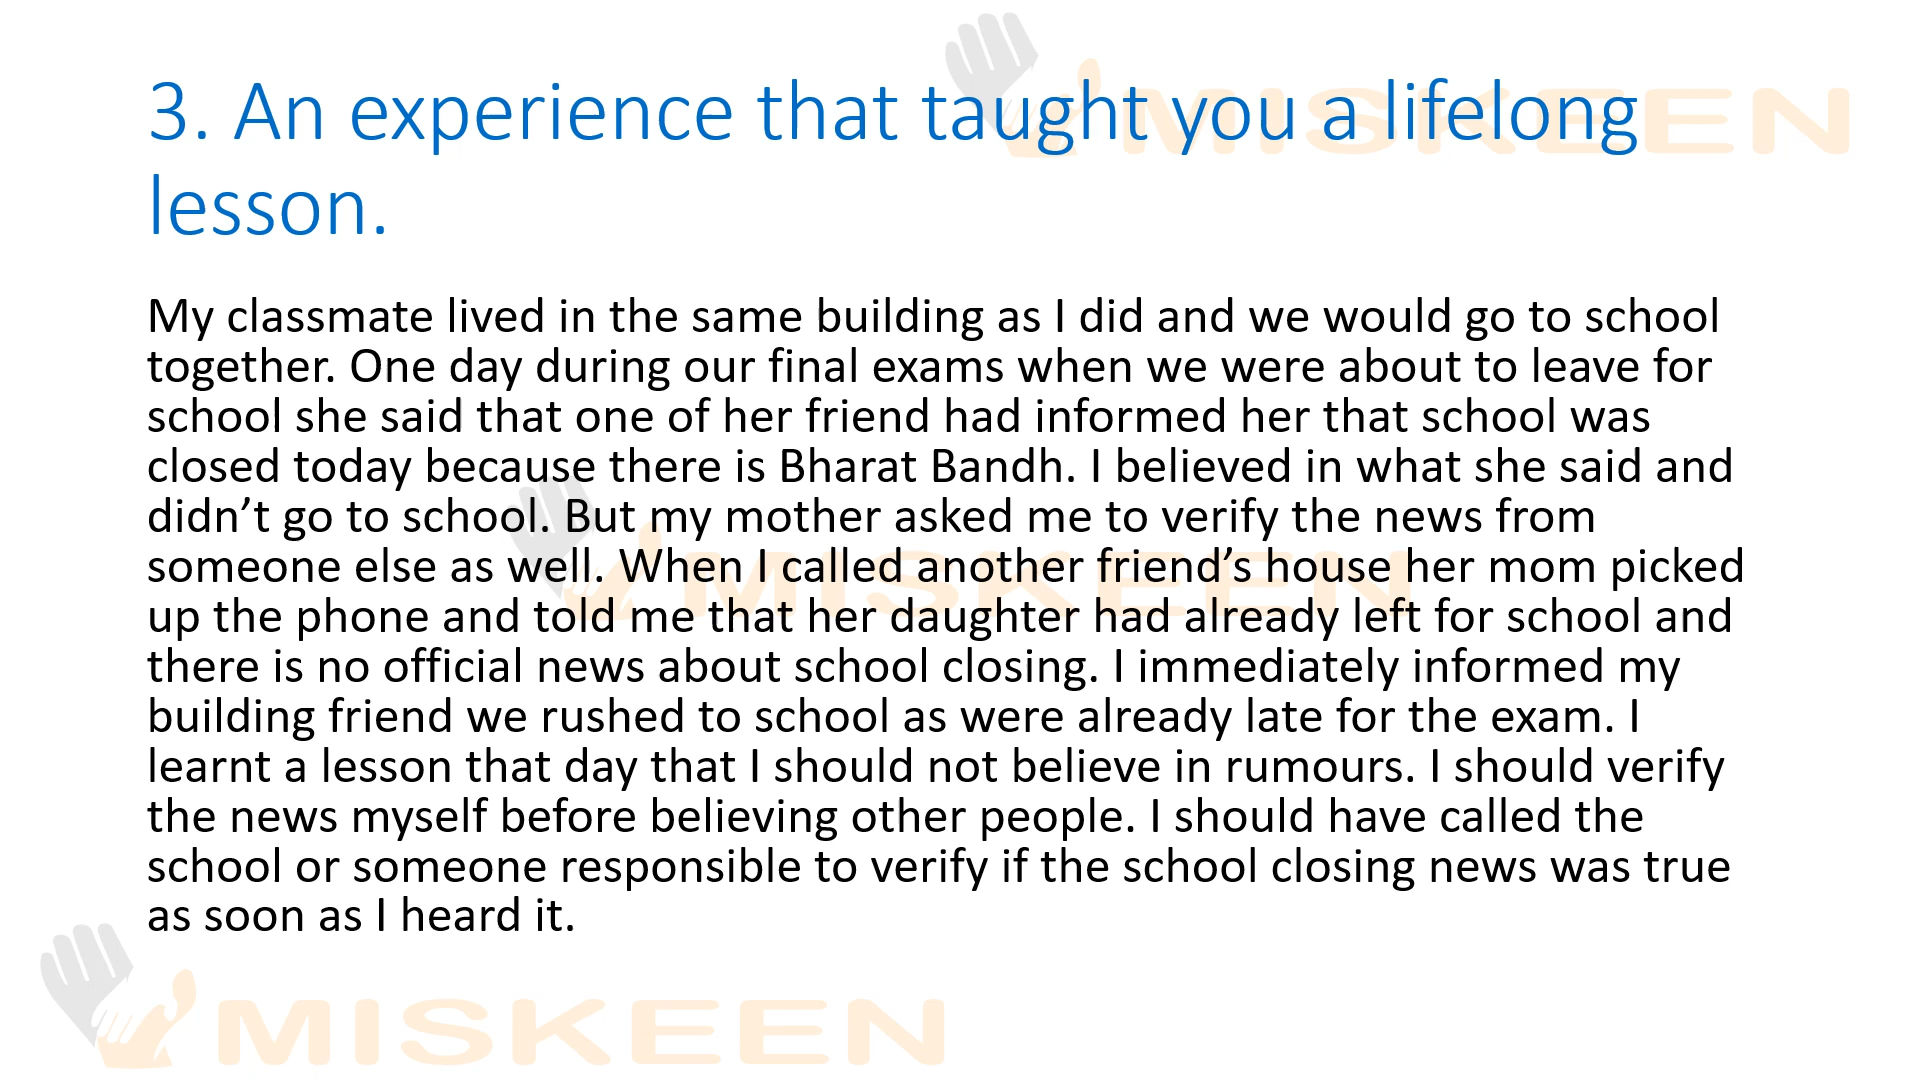 MISKEEN
3. An experience that taught you a lifelong
lesson.
My classmate lived in the same building as I did and we would go to school
together. One day during our final exams when we were about to leave for
school she said that one of her friend had informed her that school was
closed today because there is Bharat Bandh. I believed in what she said and
didn’t go to school. But my mother asked me to verify the news from
someone else as well. When I called another friend’s house her mom picked
up the phone and told me that her daughter had already left for school and
there is no official news about school closing. I immediately informed my
building friend we rushed to school as were already late for the exam. I
learnt a lesson that day that I should not believe in rumours. I should verify
the news myself before believing other people. I should have called the
school or someone responsible to verify if the school closing news was true
as soon as I heard it.
MISKEEN
MISKEEN